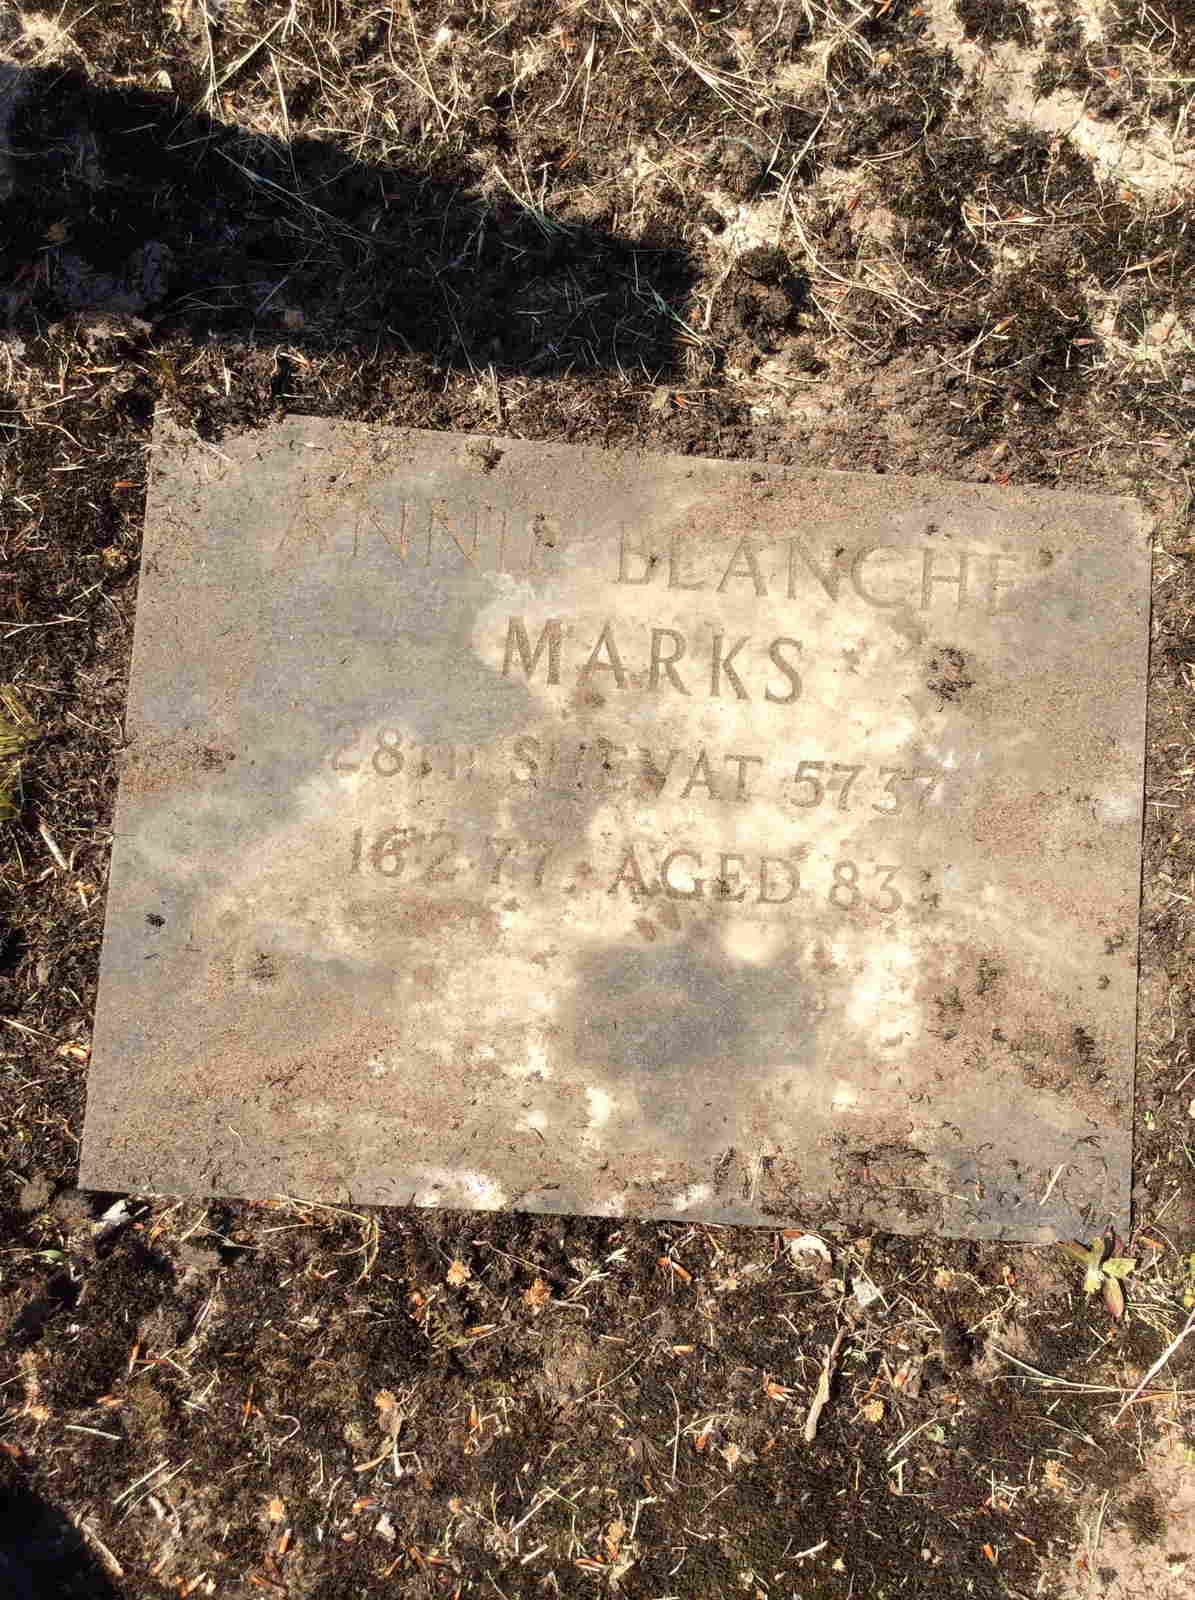 ANNIE BLANCHE
MARKS
28TH SHEVAT 5737
16·2·77. AGED 83.